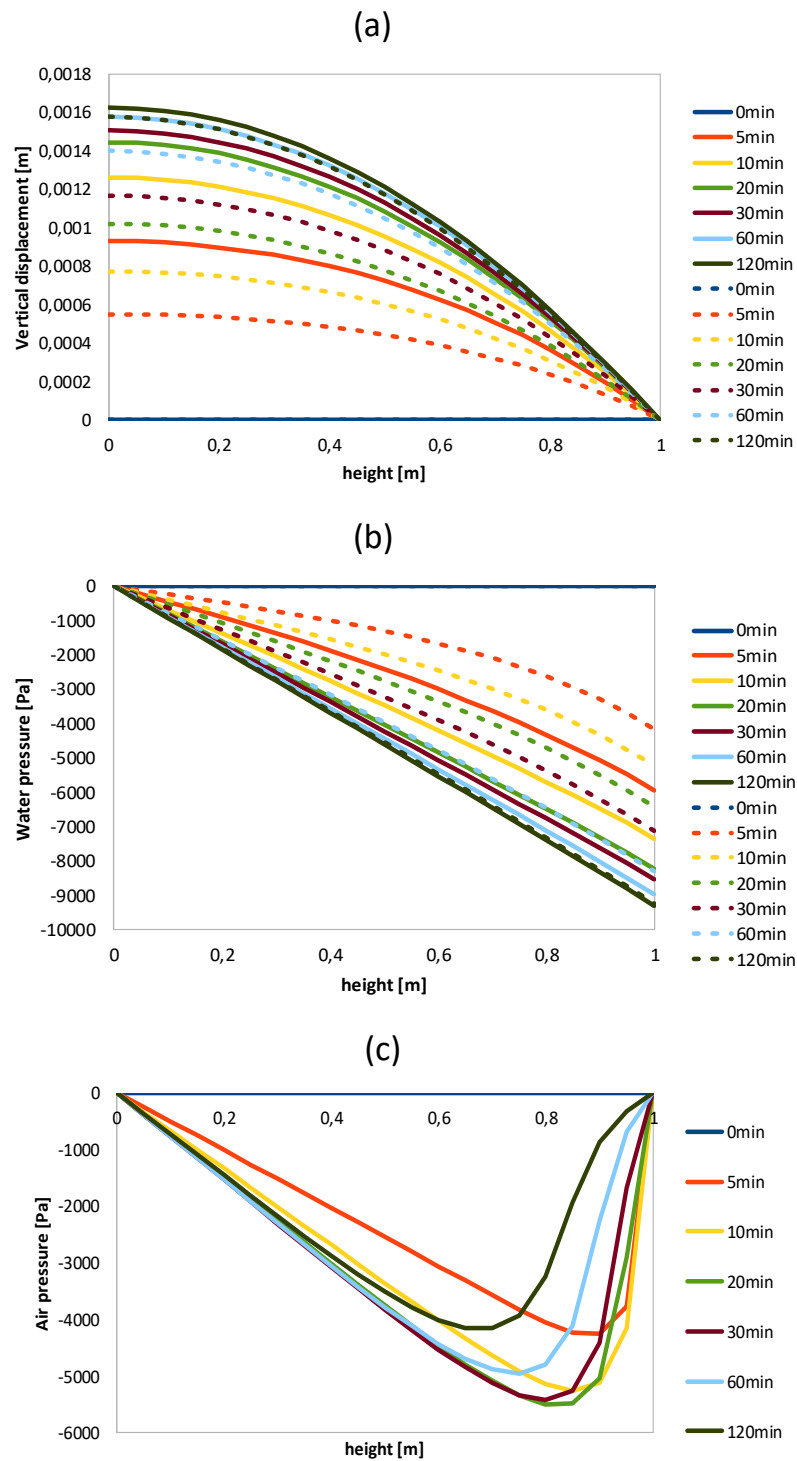 (a)
0,0018
0,0016
0,0014
0,0012
0,001
0,0008
0,0006
0,0004
0,0002
0
Vertical displacement [m]
0
0,2
0,4
0,6
0,8
1
height [m]
0min
5min
10min
20min
30min
60min
120min
0min
5min
10min
20min
30min
60min
120min
(b)
0
-1000
-2000
-3000
-4000
-5000
-6000
-7000
-8000
-9000
-10000
Water pressure [Pa]
0
0,2
0,4
0,6
0,8
1
height [m]
0min
5min
10min
20min
30min
60min
120min
0min
5min
10min
20min
30min
60min
120min
(c)
0
-1000
-2000
-3000
-4000
-5000
-6000
Air pressure [Pa]
0
0,2
0,4
0,6
0,8
1
height [m]
0min
5min
10min
20min
30min
60min
120min